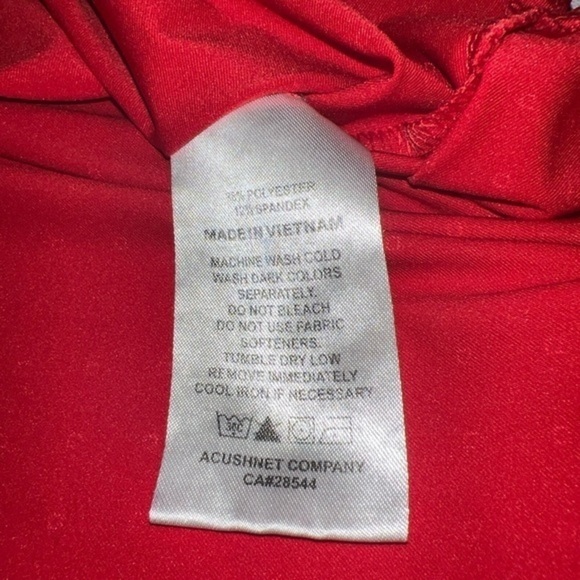 % POLYESTER
12% SPANDEX
MADE IN VIETNAM
MACHINE WASH COLD
WASH DARK COLORS
SEPARATELY.
DO NOT BLEACH
DO NOT USE FABRIC
SOFTENERS.
TUMBLE DRY LOW
REMOVE IMMEDIATELY
COOL IRON IF NECESSARY
30C
ACUSHNET COMPANY
CA#28544